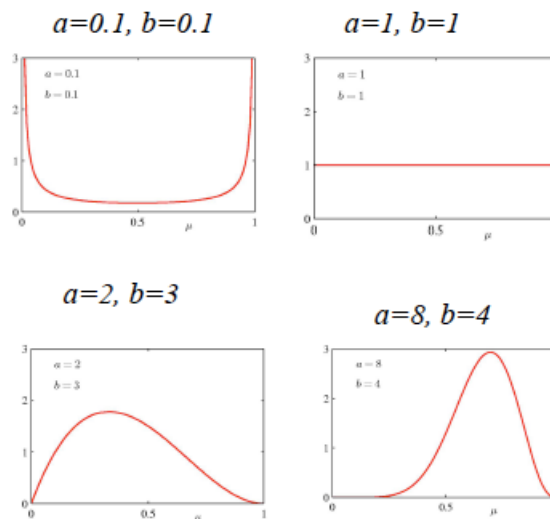 a=0.1, b=0.1
a=1, b=1
3
a = 0.1
b = 0.1
2
1
0
0
0.5
1
μ
3
a = 1
b = 1
2
1
0
0
0.5
μ
a=2, b=3
a=8, b=4
3
a = 2
b = 3
2
1
0
0
0.5
1
3
a = 8
b = 4
2
1
0
0
0.5
μ